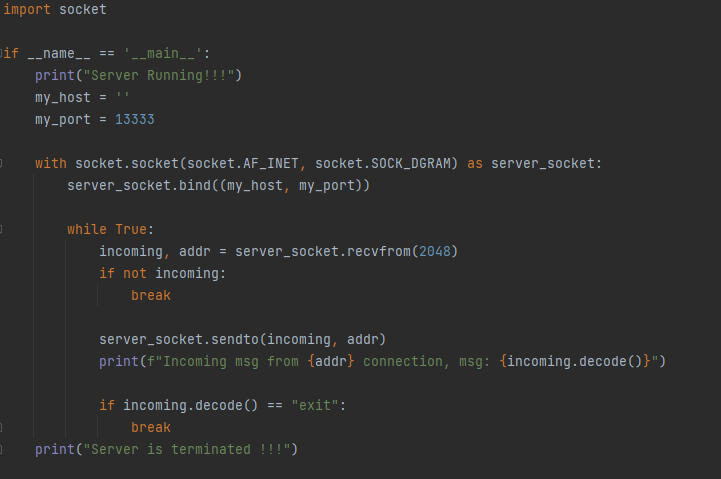 import socket
if __name__ == '__main__':
    print("Server Running!!!")
    my_host = ''
    my_port = 13333
    with socket.socket(socket.AF_INET, socket.SOCK_DGRAM) as server_socket:
        server_socket.bind((my_host, my_port))
        while True:
            incoming, addr = server_socket.recvfrom(2048)
            if not incoming:
                break
            server_socket.sendto(incoming, addr)
            print(f"Incoming msg from {addr} connection, msg: {incoming.decode()}")
            if incoming.decode() == "exit":
                break
    print("Server is terminated !!!")